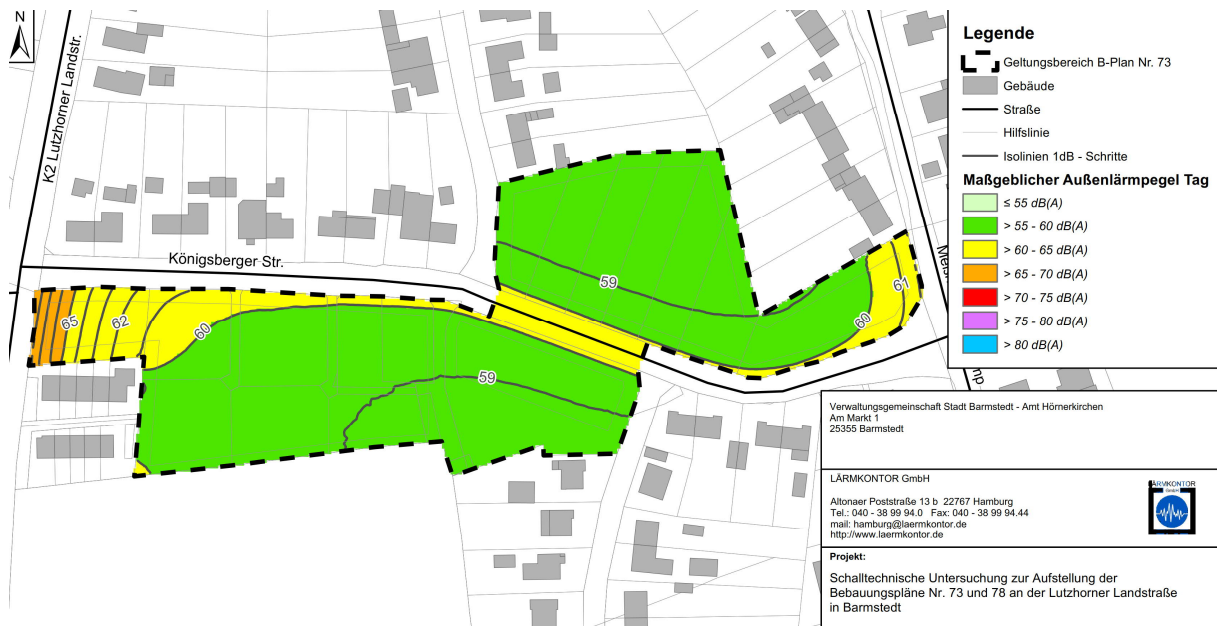 N
K2 Lutzhorner Landstr.
Königsberger Str.
65
62
60
59
59
60
61
Legende
Geltungsbereich B-Plan Nr. 73
Gebäude
Straße
Hilfslinie
Isolinien 1dB - Schritte
Maßgeblicher Außenlärmpegel Tag
≤ 55 dB(A)
> 55 - 60 dB(A)
> 60 - 65 dB(A)
> 65 - 70 dB(A)
> 70 - 75 dB(A)
> 75 - 80 dB(A)
> 80 dB(A)
Verwaltungsgemeinschaft Stadt Barmstedt - Amt Hörnerkirchen
Am Markt 1
25355 Barmstedt
LÄRMKONTOR GmbH
Altonaer Poststraße 13 b 22767 Hamburg
Tel.: 040 - 38 99 94.0 Fax: 040 - 38 99 94.44
mail: hamburg@laermkontor.de
http://www.laermkontor.de
LÄRMKONTOR
GmbH
Projekt:
Schalltechnische Untersuchung zur Aufstellung der
Bebauungspläne Nr. 73 und 78 an der Lutzhorner Landstraße
in Barmstedt